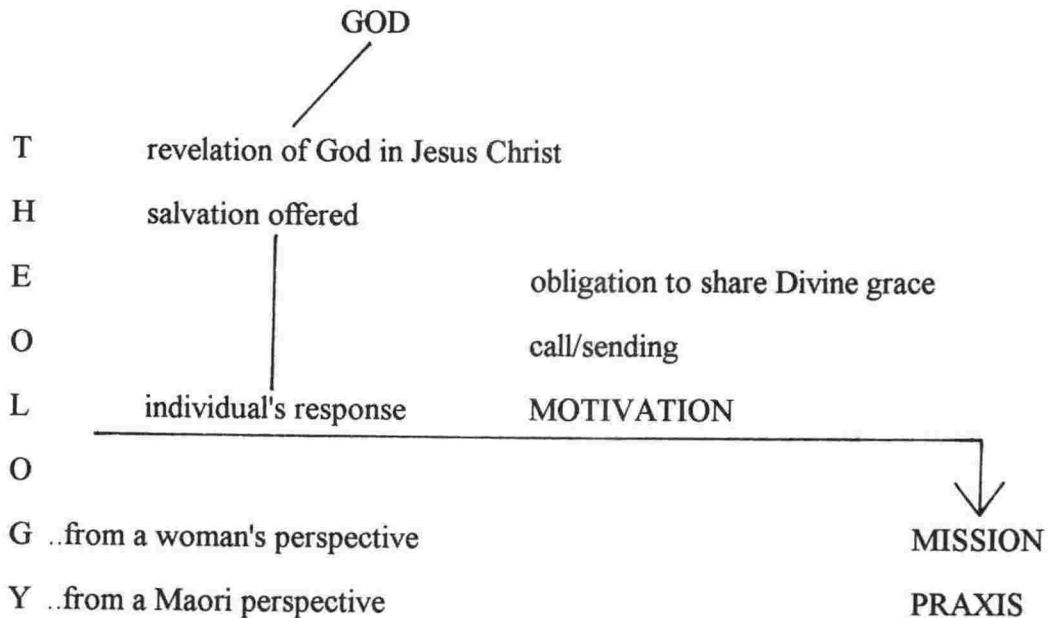 GOD
T revelation of God in Jesus Christ
H salvation offered
E obligation to share Divine grace
O call/sending
L individual's response MOTIVATION
O
G ..from a woman's perspective MISSION
Y ..from a Maori perspective PRAXIS